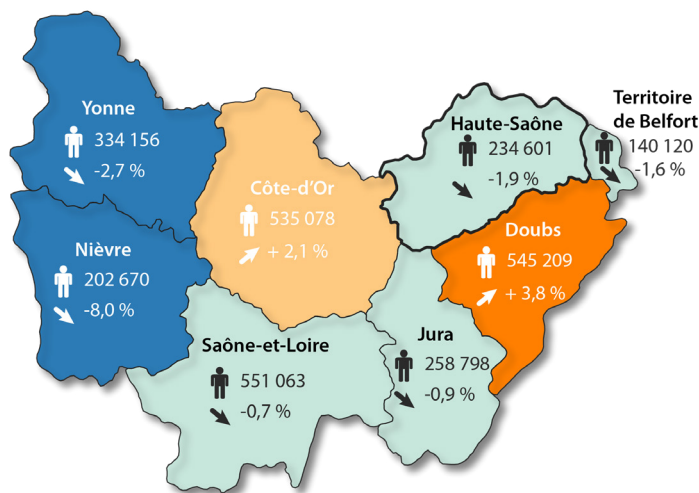 Yonne
334 156
-2,7 %
Nièvre
202 670
-8,0 %
Côte-d'Or
535 078
+ 2,1 %
Haute-Saône
234 601
-1,9 %
Territoire
de Belfort
140 120
-1,6 %
Doubs
545 209
+ 3,8 %
Saône-et-Loire
551 063
-0,7 %
Jura
258 798
-0,9 %